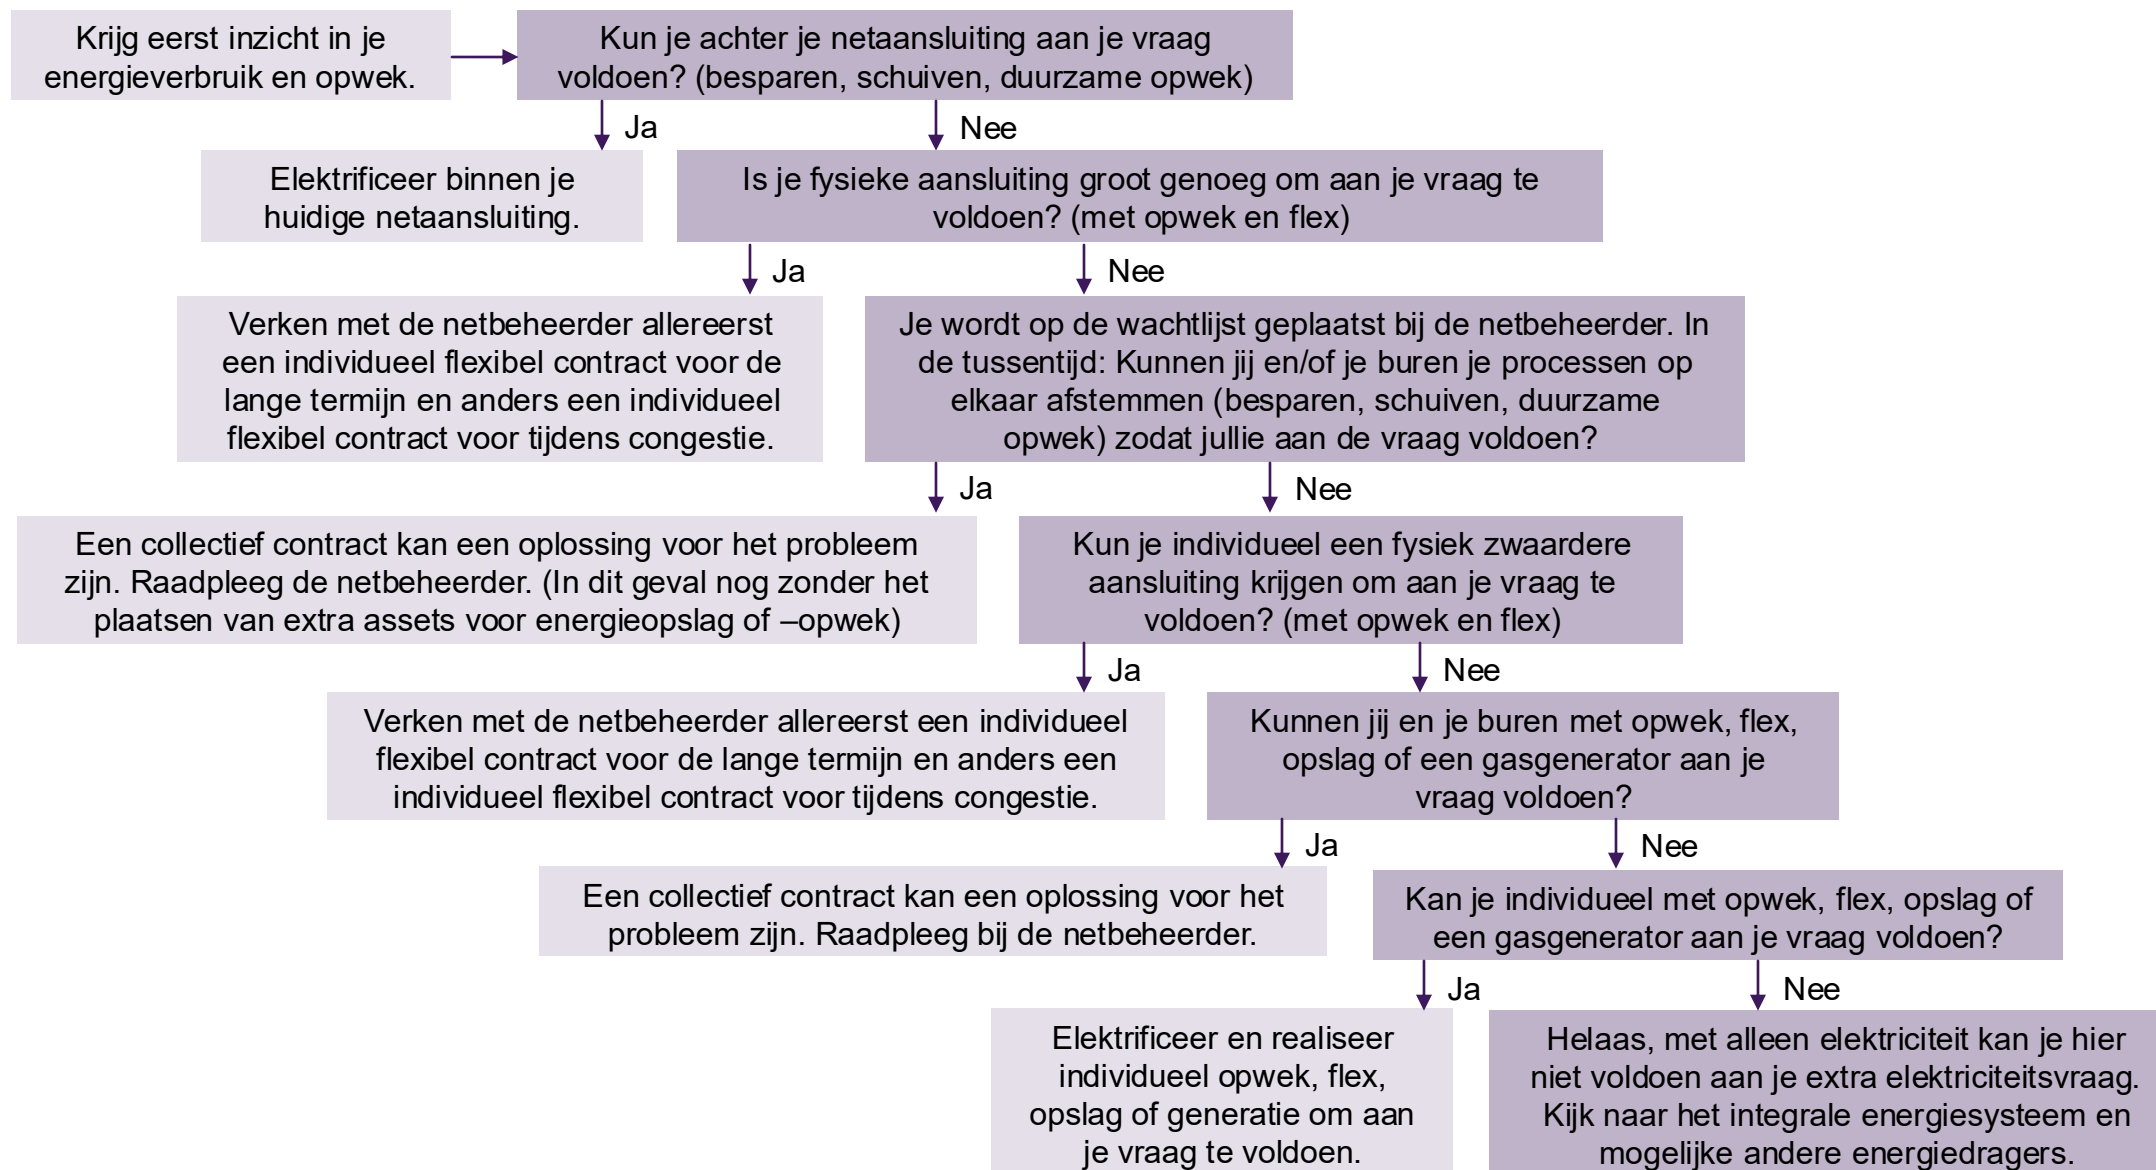 Krijg eerst inzicht in je
energieverbruik en opwek.
Kun je achter je netaansluiting aan je vraag
voldoen? (besparen, schuiven, duurzame opwek)
Ja
Nee
Elektrificeer binnen je
huidige netaansluiting.
Is je fysieke aansluiting groot genoeg om aan je vraag te
voldoen? (met opwek en flex)
Ja
Nee
Verken met de netbeheerder allereerst
een individueel flexibel contract voor de
lange termijn en anders een individueel
flexibel contract voor tijdens congestie.
Je wordt op de wachtlijst geplaatst bij de netbeheerder. In
de tussentijd: Kunnen jij en/of je buren je processen op
elkaar afstemmen (besparen, schuiven, duurzame
opwek) zodat jullie aan de vraag voldoen?
Ja
Nee
Een collectief contract kan een oplossing voor het probleem
zijn. Raadpleeg de netbeheerder. (In dit geval nog zonder het
plaatsen van extra assets voor energieopslag of –opwek)
Kun je individueel een fysiek zwaardere
aansluiting krijgen om aan je vraag te
voldoen? (met opwek en flex)
Ja
Nee
Verken met de netbeheerder allereerst een individueel
flexibel contract voor de lange termijn en anders een
individueel flexibel contract voor tijdens congestie.
Kunnen jij en je buren met opwek, flex,
opslag of een gasgenerator aan je
vraag voldoen?
Ja
Nee
Een collectief contract kan een oplossing voor het
probleem zijn. Raadpleeg bij de netbeheerder.
Kan je individueel met opwek, flex, opslag of
een gasgenerator aan je vraag voldoen?
Ja
Nee
Elektrificeer en realiseer
individueel opwek, flex,
opslag of generatie om aan
je vraag te voldoen.
Helaas, met alleen elektriciteit kan je hier
niet voldoen aan je extra elektriciteitsvraag.
Kijk naar het integrale energiesysteem en
mogelijke andere energiedragers.